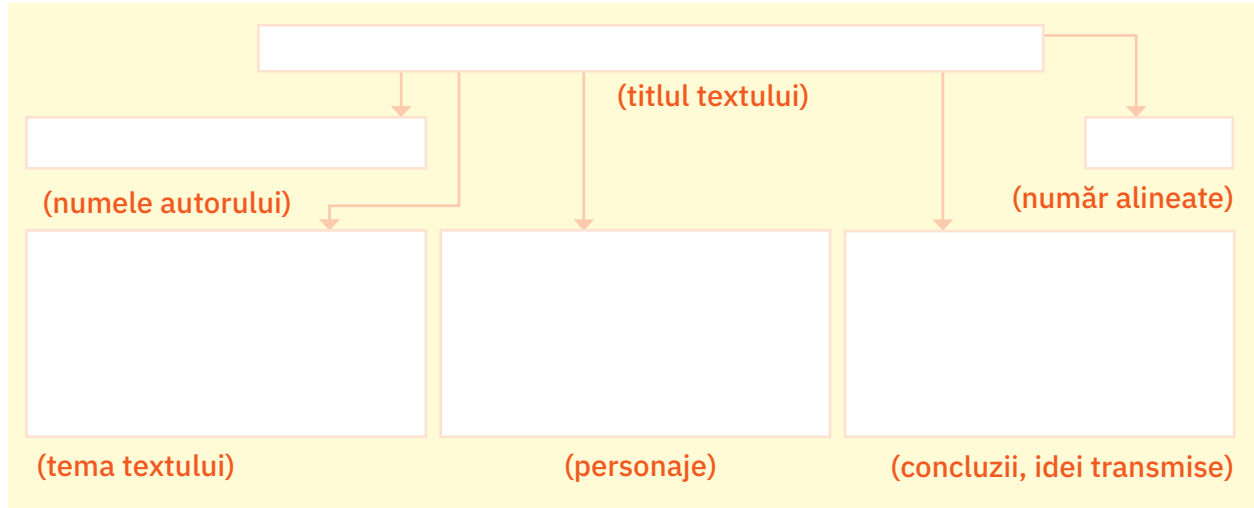 (titlul textului)
(numele autorului)
(număr alineate)
(tema textului)
(personaje)
(concluzii, idei transmise)